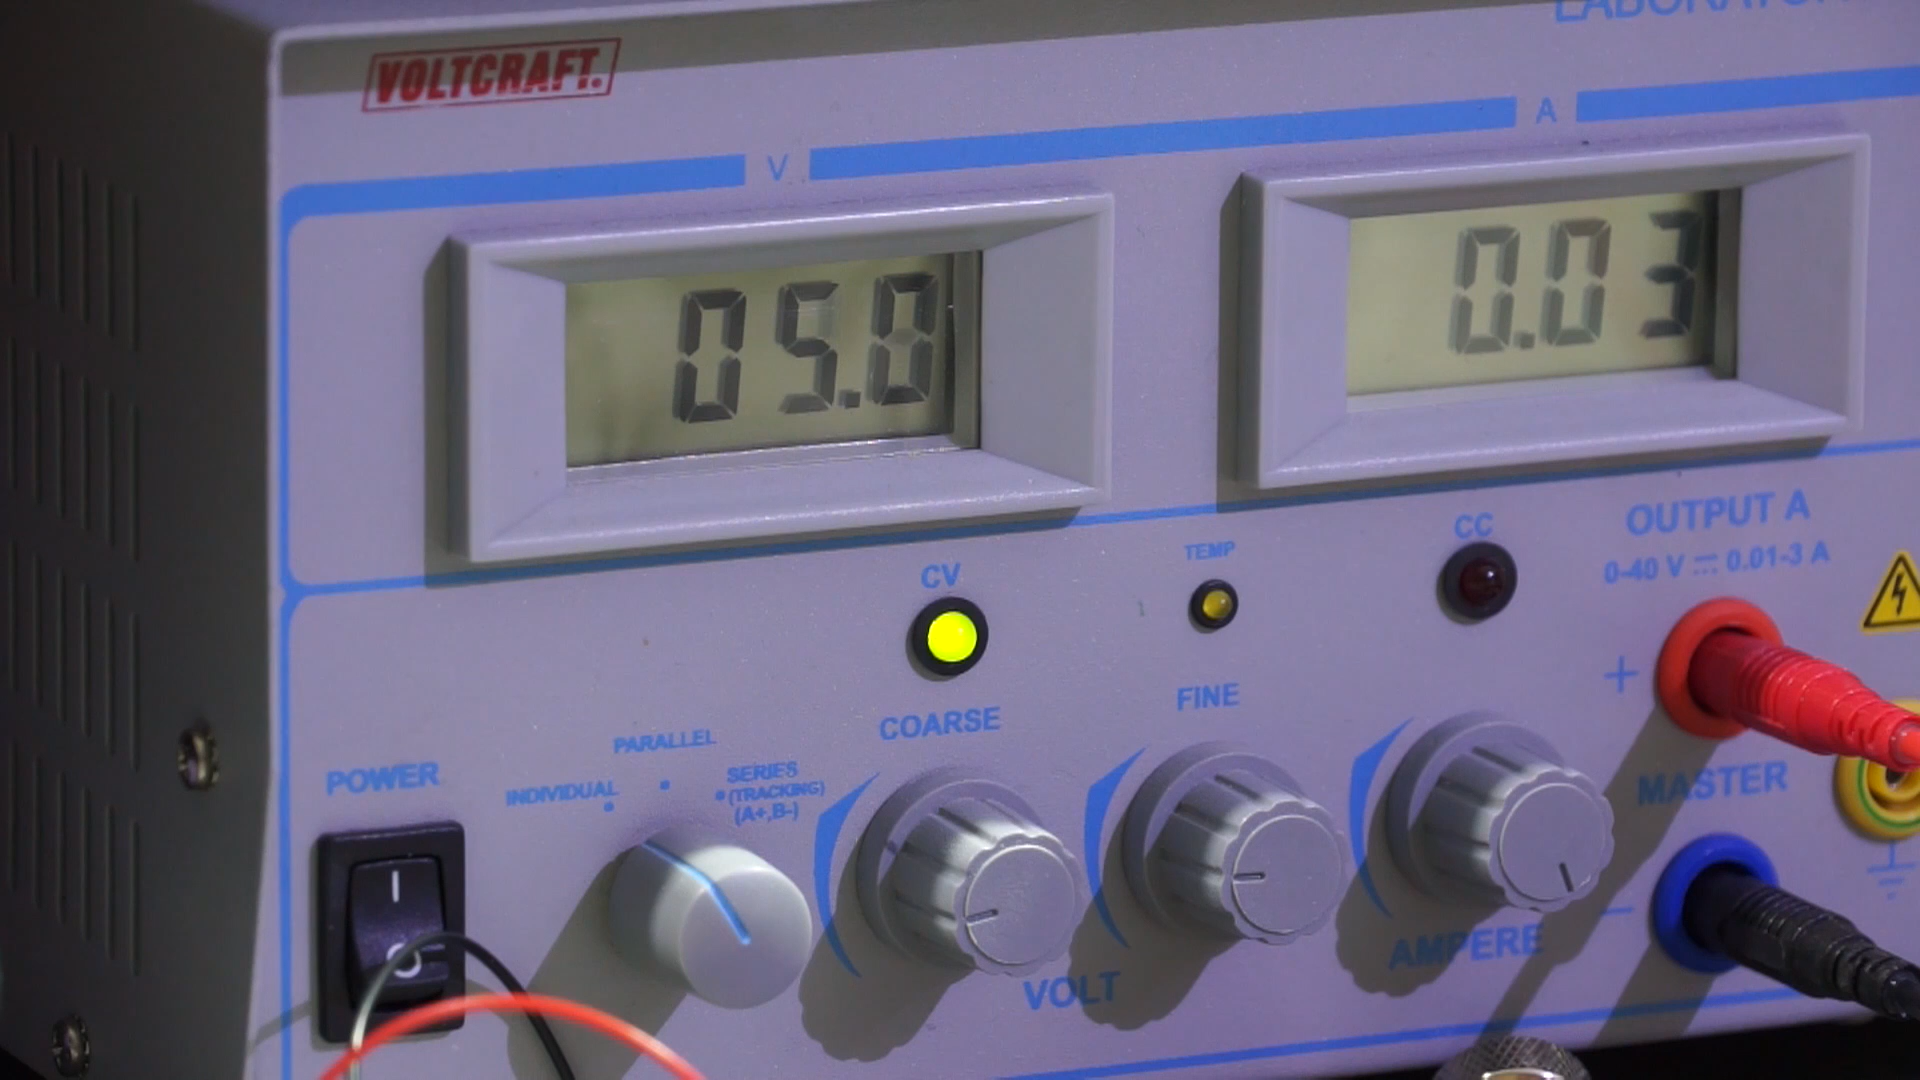 VOLTCRAFT.
V
A
05.0
0.03
CV
TEMP
CC
OUTPUT A
0-40 V ⎓ 0.01-3 A
COARSE
FINE
+
POWER
INDIVIDUAL
PARALLEL
SERIES
(TRACKING)
(A+,B-)
MASTER
I
O
VOLT
AMPERE
−